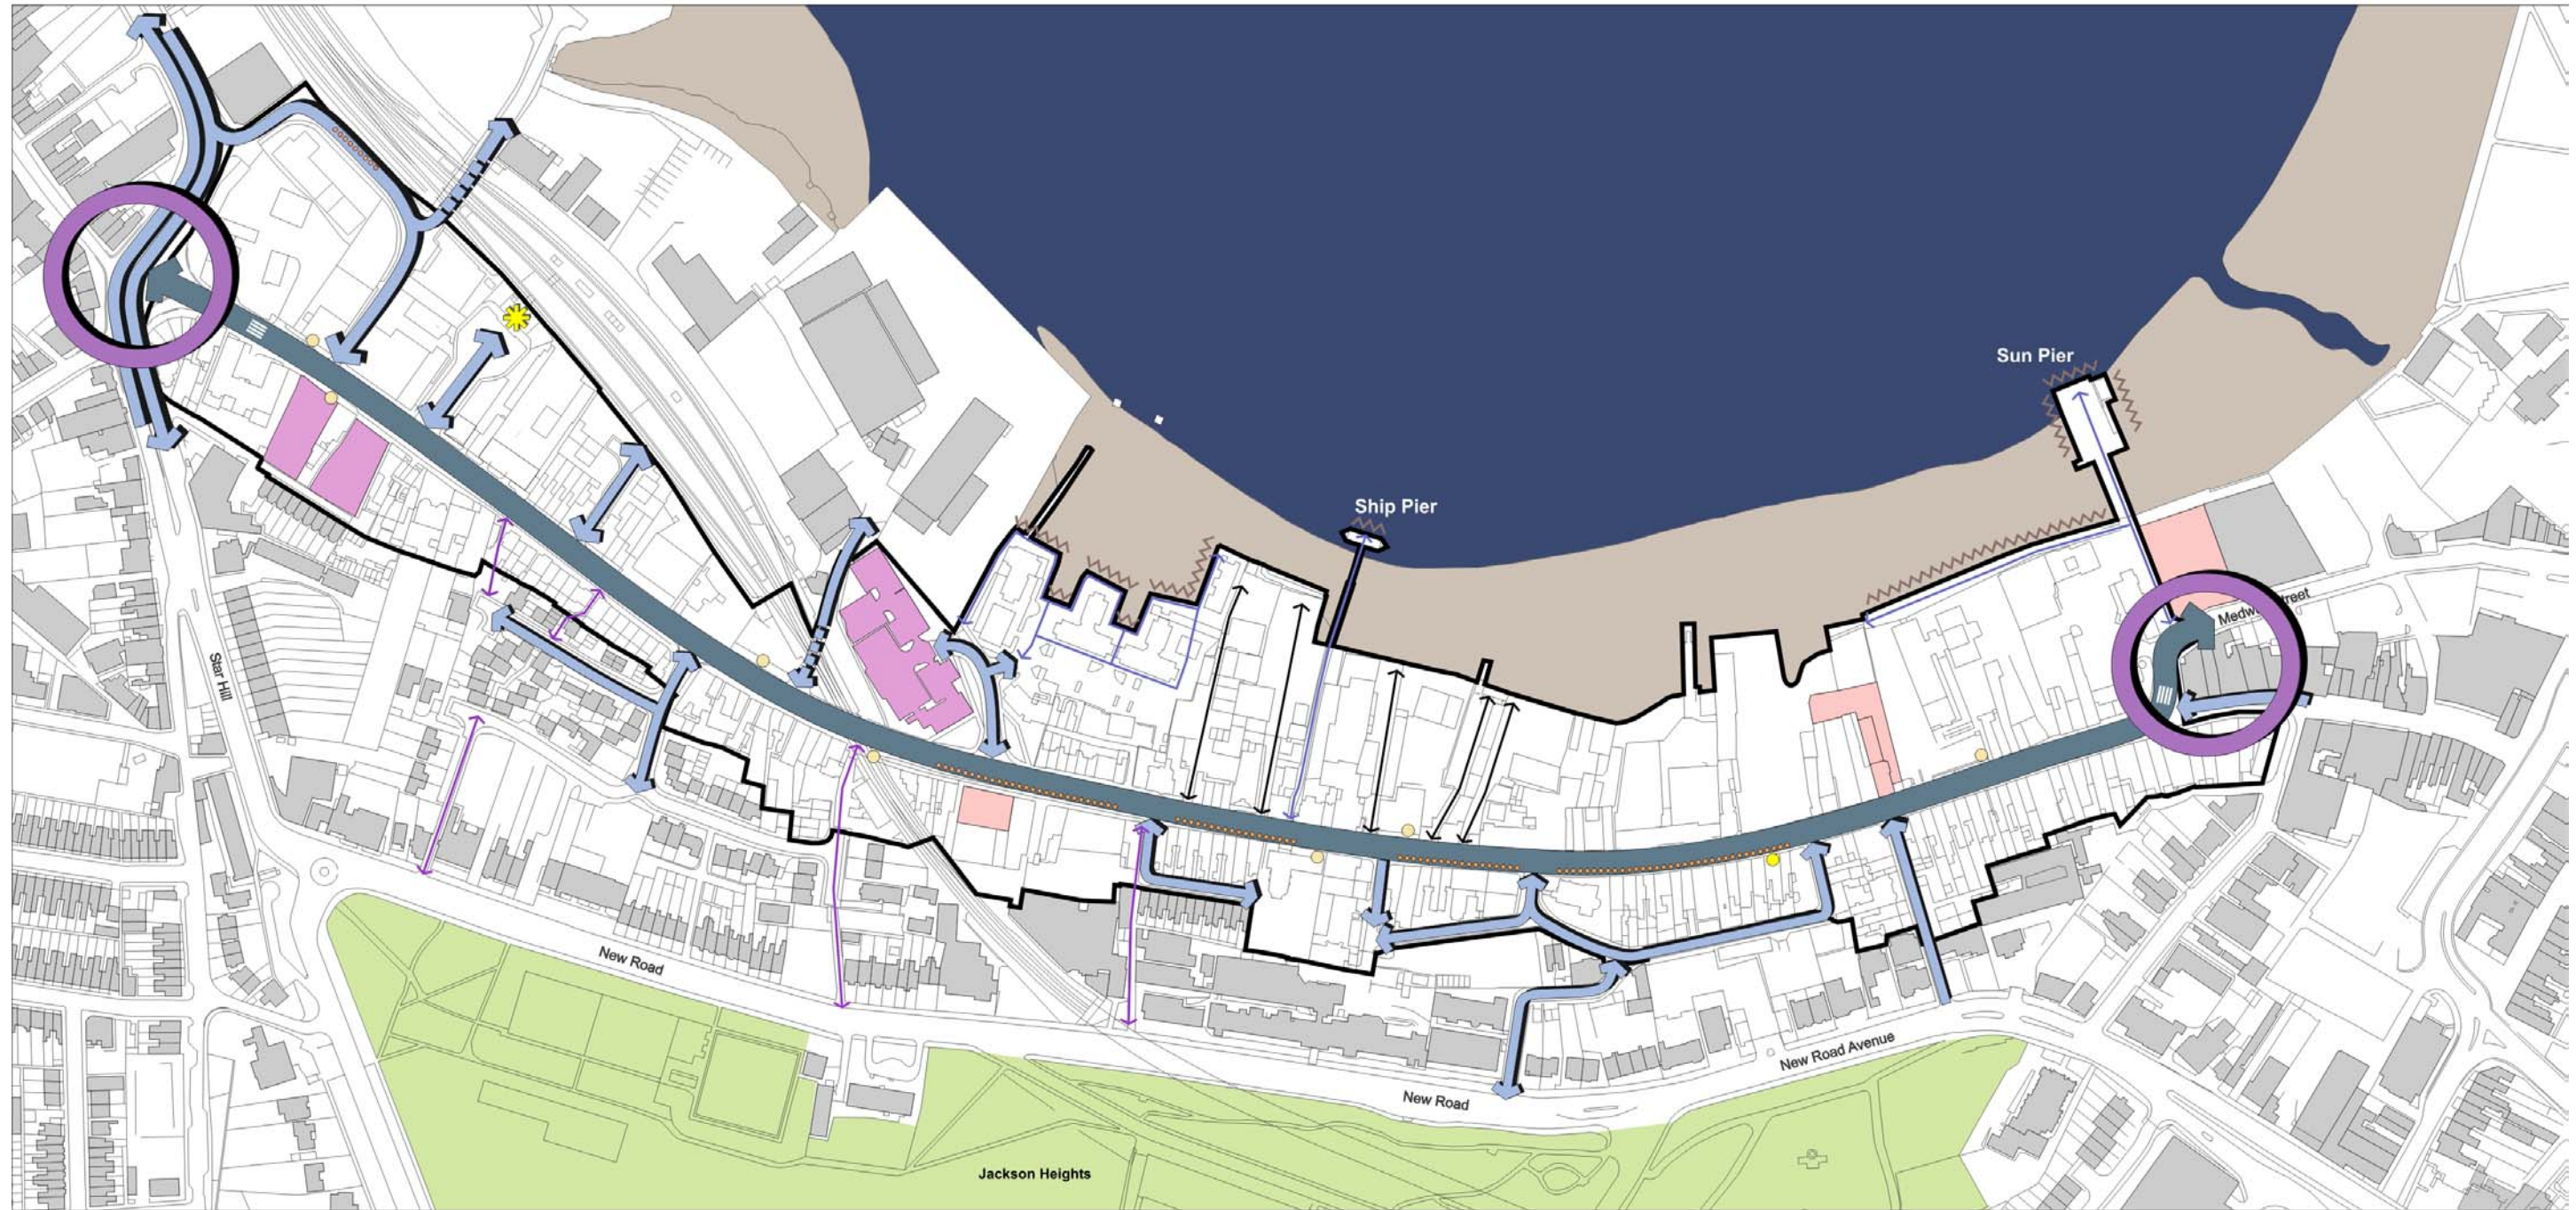 Sun Pier
Ship Pier
Star Hill
New Road
New Road Avenue
New Road
Jackson Heights